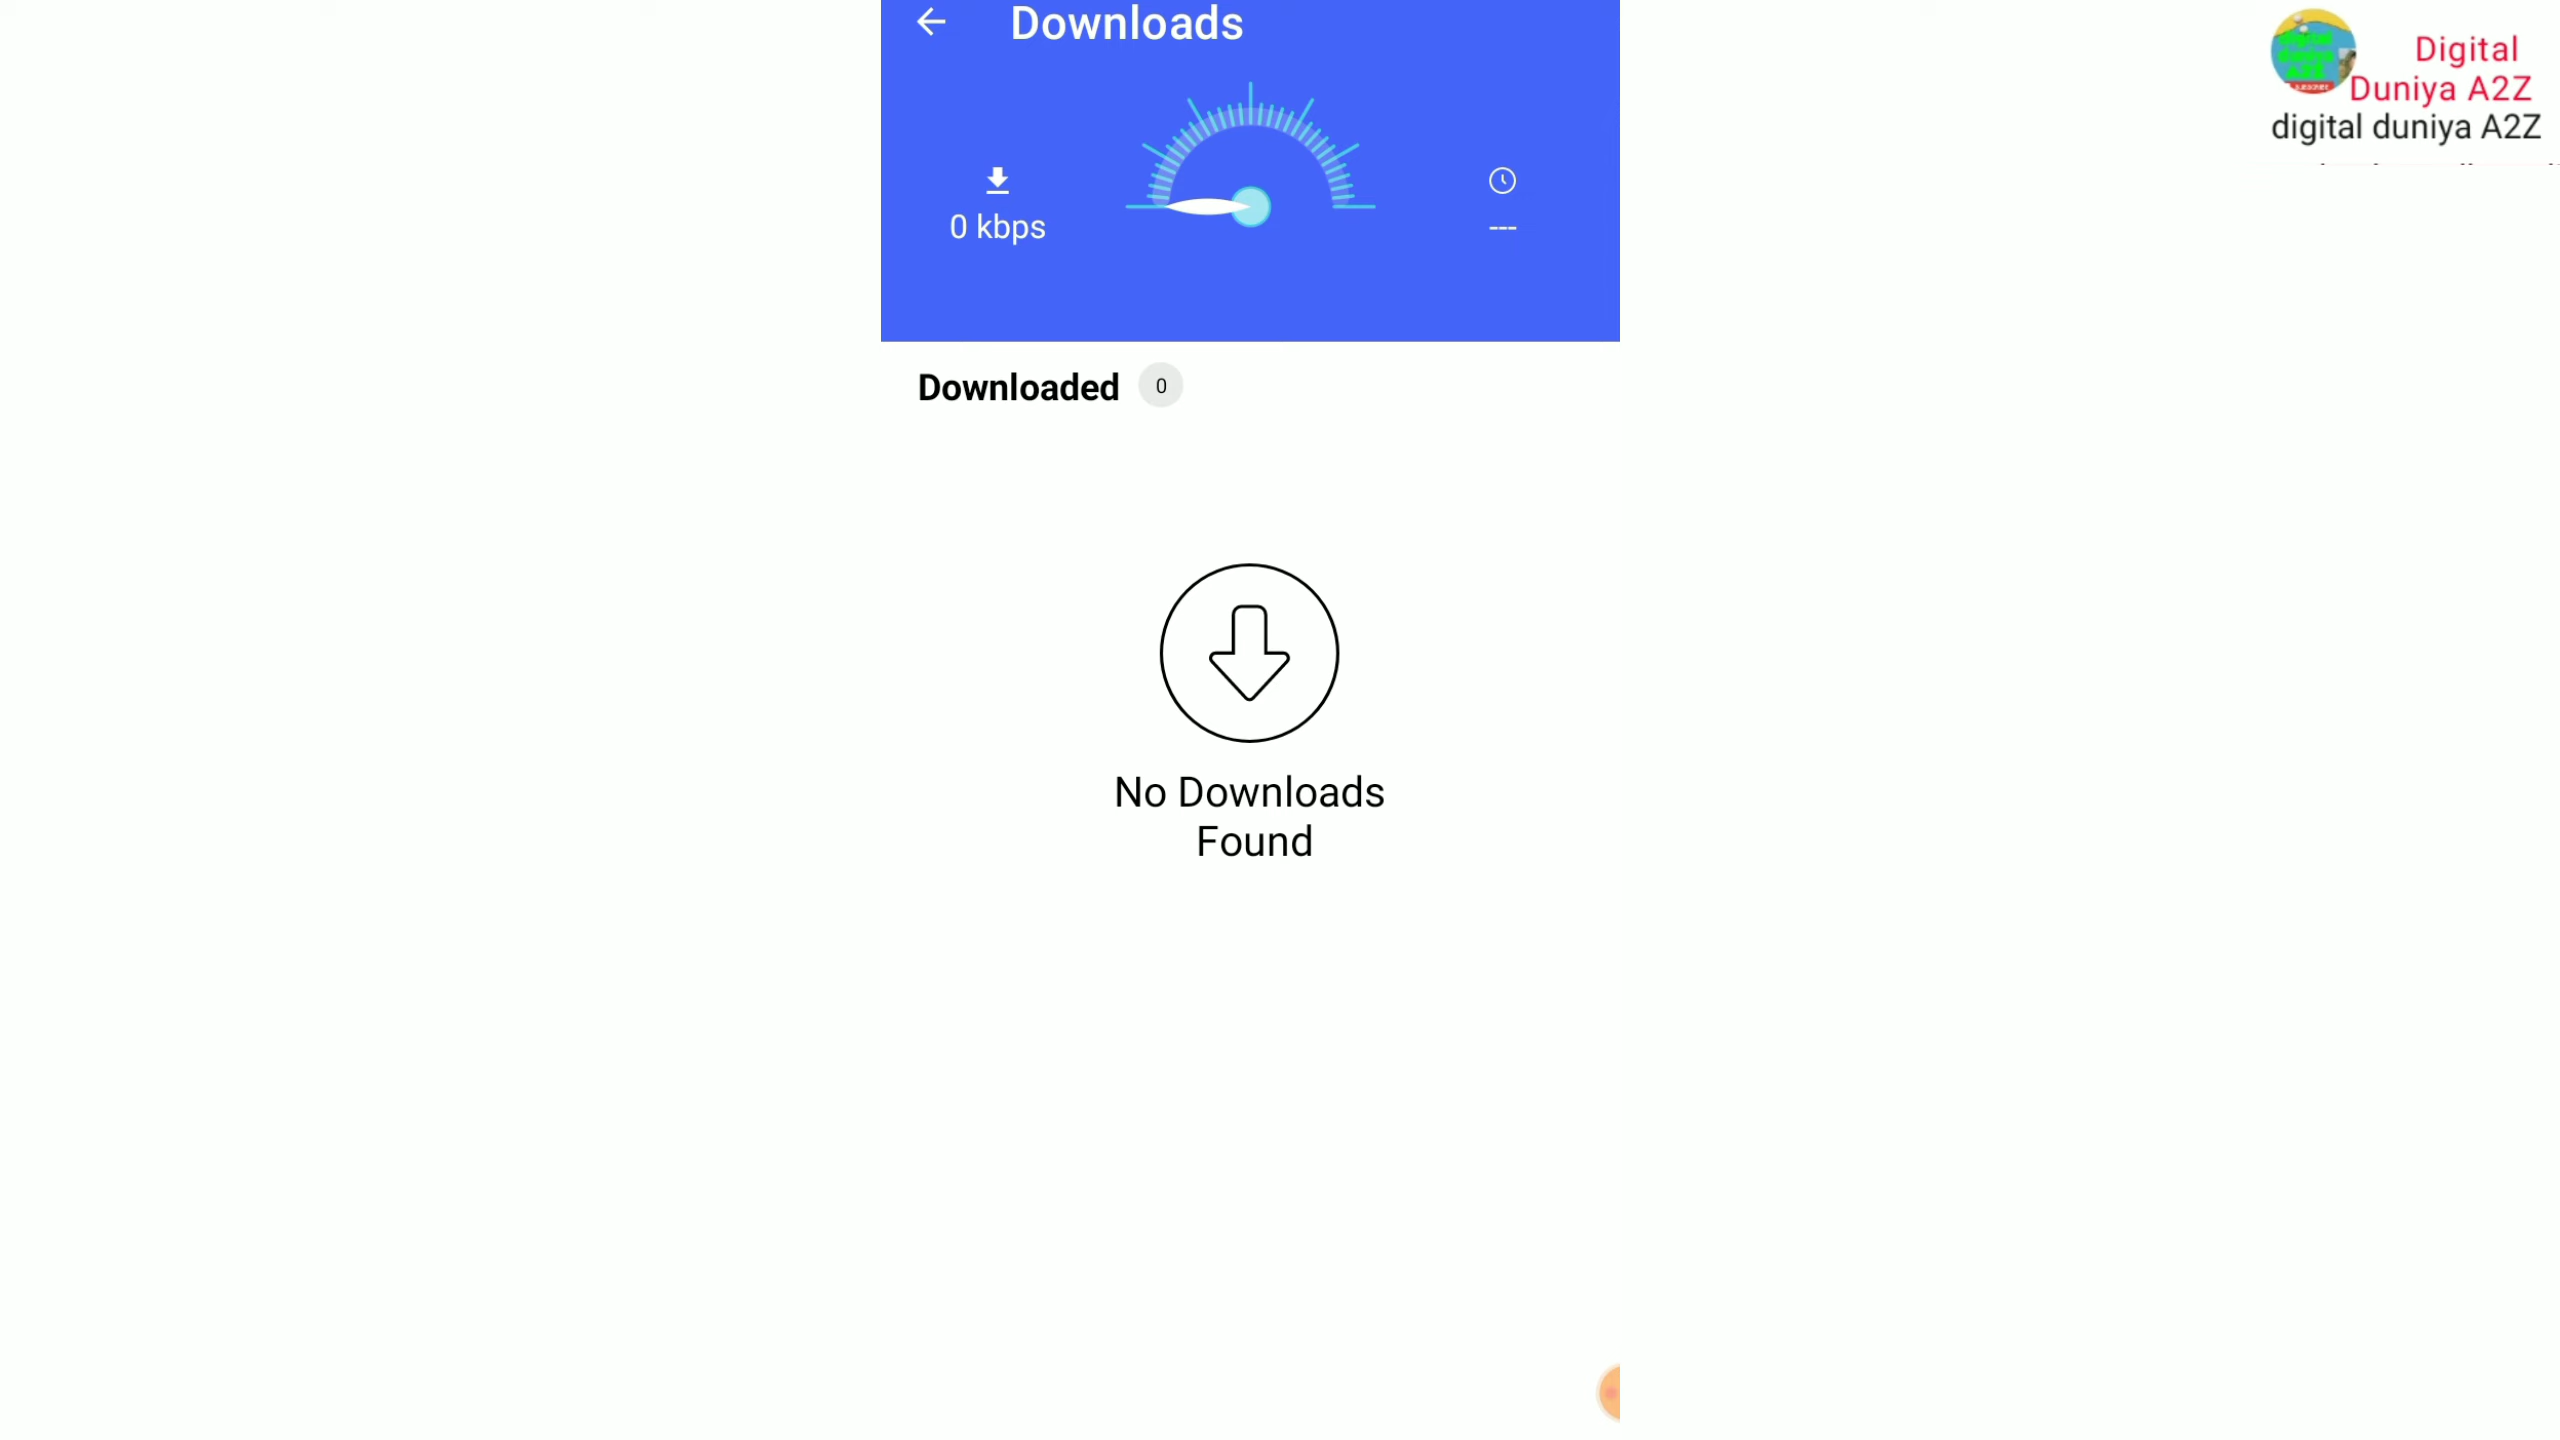 Downloads
Digital
Duniya A2Z
digital duniya A2Z
0 kbps
---
Downloaded 0
No Downloads
Found